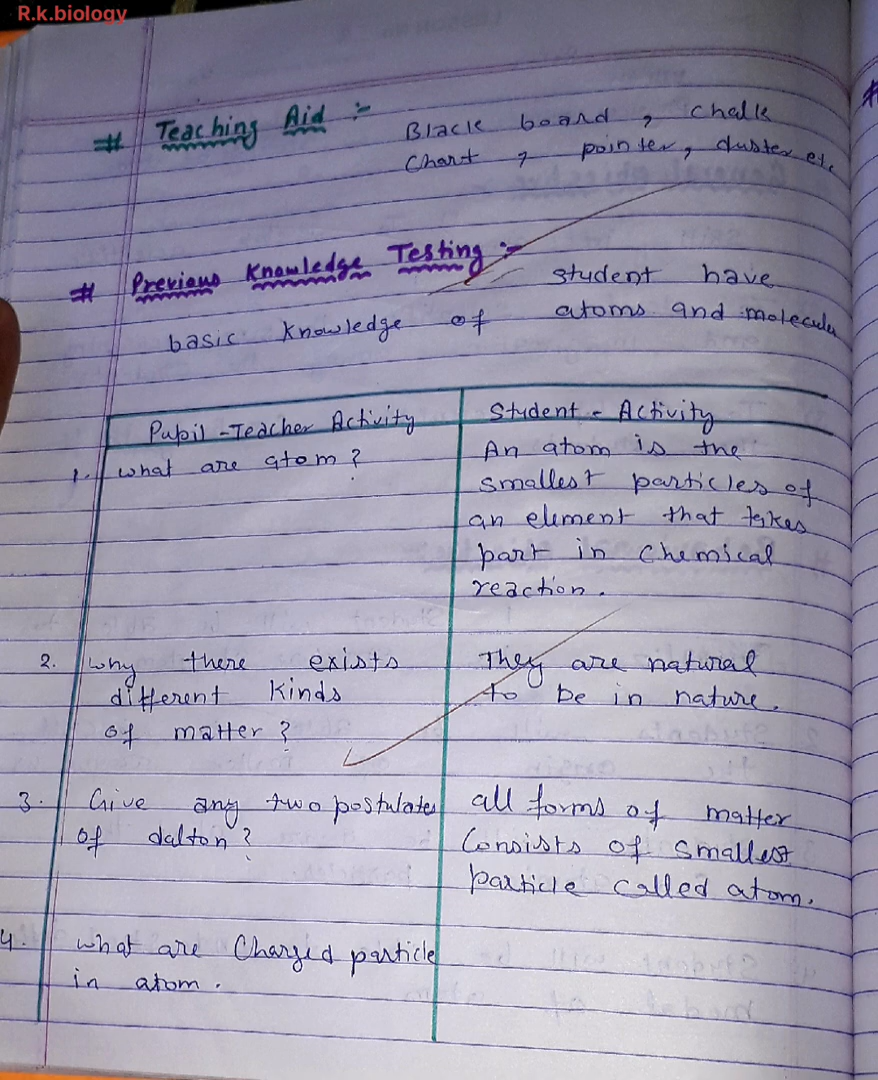 R.k.biology
# Teaching Aid :- Black board , chalk
Chart , pointer, duster etc.
# Previous Knowledge Testing :- student have
basic knowledge of atoms and molecules
Pupil-Teacher Activity
Student - Activity
1. what are atom ?
An atom is the
smallest particles of
an element that takes
part in chemical
reaction.
2. Why there exists
different kinds
of matter ?
They are natural
to be in nature.
3. Give any two postulates
of dalton ?
all forms of matter
Consists of smallest
particle called atom.
4. what are Charged particle
in atom .